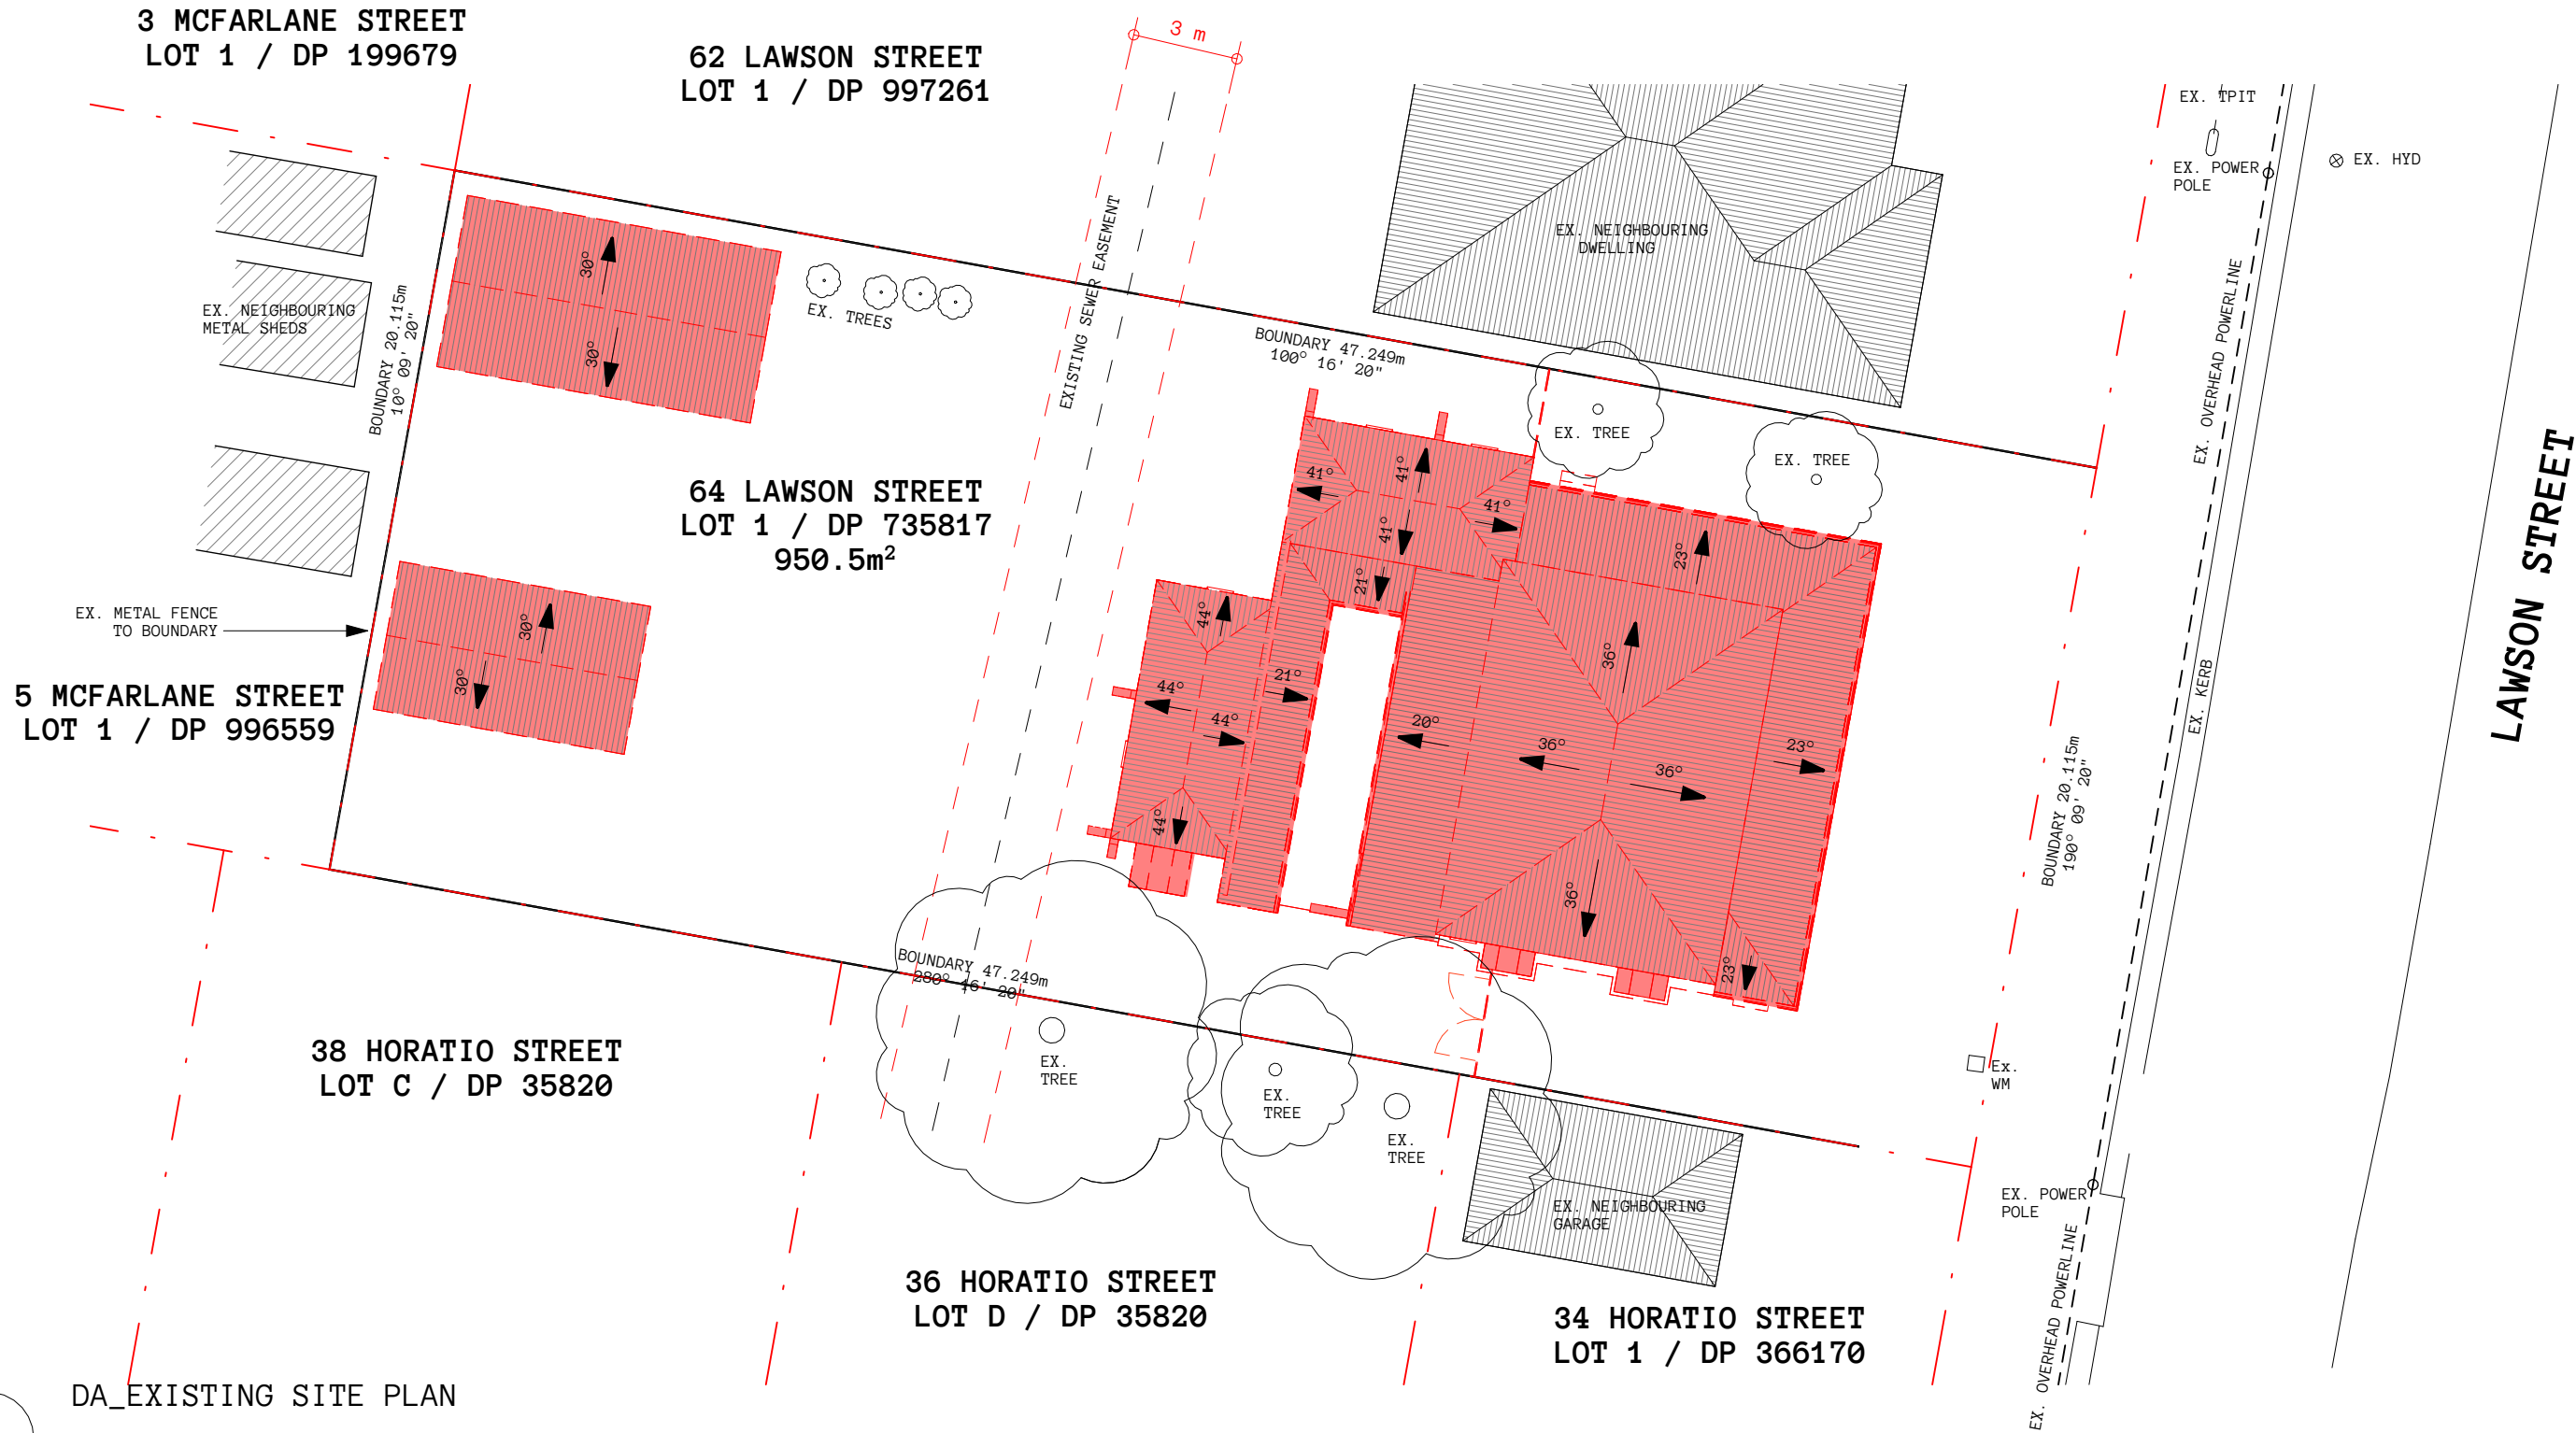 3 MCFARLANE STREET
LOT 1 / DP 199679
62 LAWSON STREET
LOT 1 / DP 997261
3 m
EX. TPIT
EX. POWER
POLE
EX. HYD
EX. NEIGHBOURING
DWELLING
EXISTING SEWER EASEMENT
30°
30°
EX. TREES
EX. NEIGHBOURING
METAL SHEDS
BOUNDARY 20.115m
10° 09' 20"
BOUNDARY 47.249m
100° 16' 20"
EX. OVERHEAD POWERLINE
EX. TREE
EX. TREE
LAWSON STREET
64 LAWSON STREET
LOT 1 / DP 735817
950.5m²
41°
41°
41°
41°
21°
23°
EX. METAL FENCE
TO BOUNDARY
30°
30°
44°
44°
44°
21°
44°
20°
36°
36°
36°
36°
23°
23°
5 MCFARLANE STREET
LOT 1 / DP 996559
EX. KERB
BOUNDARY 20.115m
190° 09' 20"
BOUNDARY 47.249m
280° 16' 20"
EX.
TREE
EX.
TREE
EX.
TREE
Ex.
WM
38 HORATIO STREET
LOT C / DP 35820
EX. POWER
POLE
EX. NEIGHBOURING
GARAGE
EX. OVERHEAD POWERLINE
36 HORATIO STREET
LOT D / DP 35820
34 HORATIO STREET
LOT 1 / DP 366170
DA_EXISTING SITE PLAN